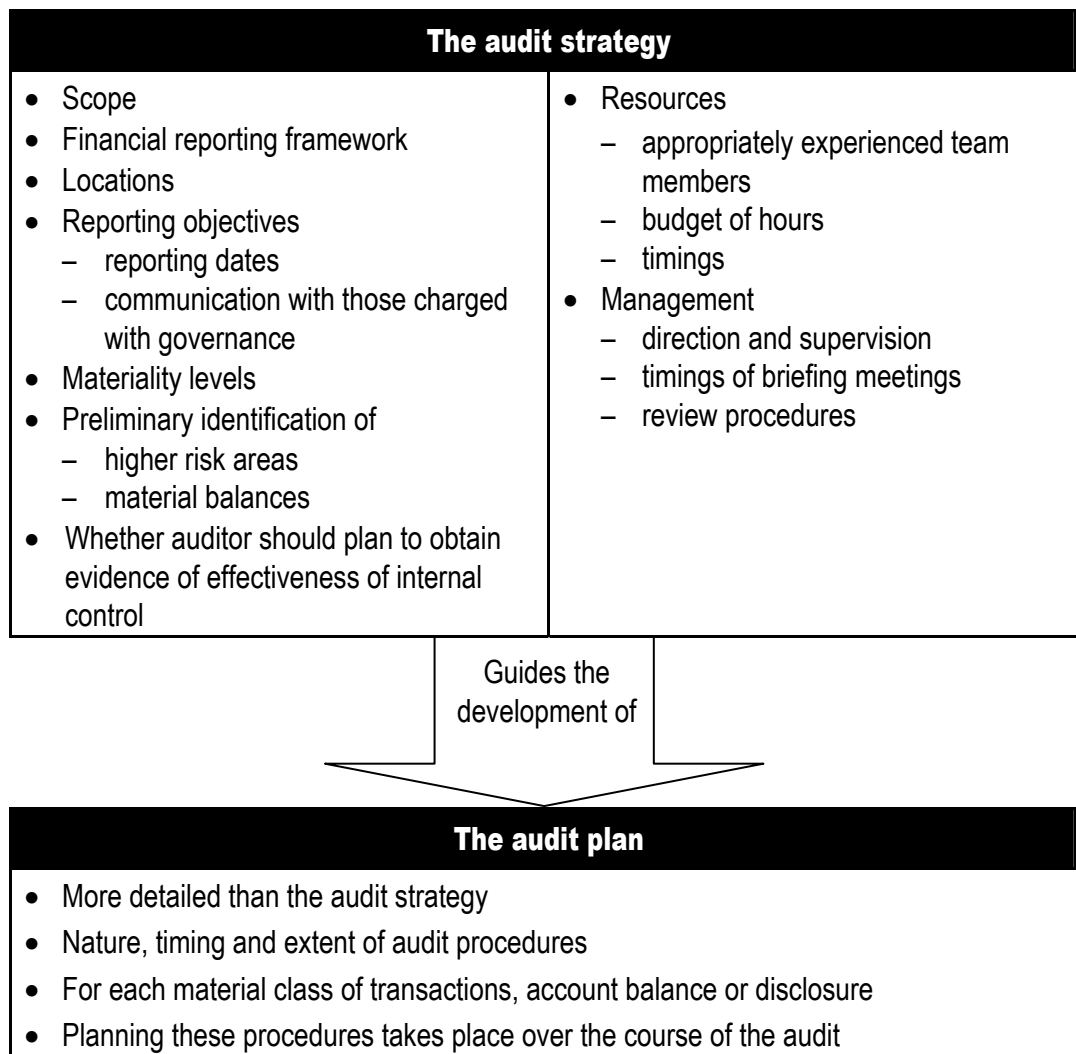 The audit strategy
• Scope
• Financial reporting framework
• Locations
• Reporting objectives
– reporting dates
– communication with those charged
with governance
• Materiality levels
• Preliminary identification of
– higher risk areas
– material balances
• Whether auditor should plan to obtain
evidence of effectiveness of internal
control
• Resources
– appropriately experienced team
members
– budget of hours
– timings
• Management
– direction and supervision
– timings of briefing meetings
– review procedures
Guides the
development of
The audit plan
• More detailed than the audit strategy
• Nature, timing and extent of audit procedures
• For each material class of transactions, account balance or disclosure
• Planning these procedures takes place over the course of the audit